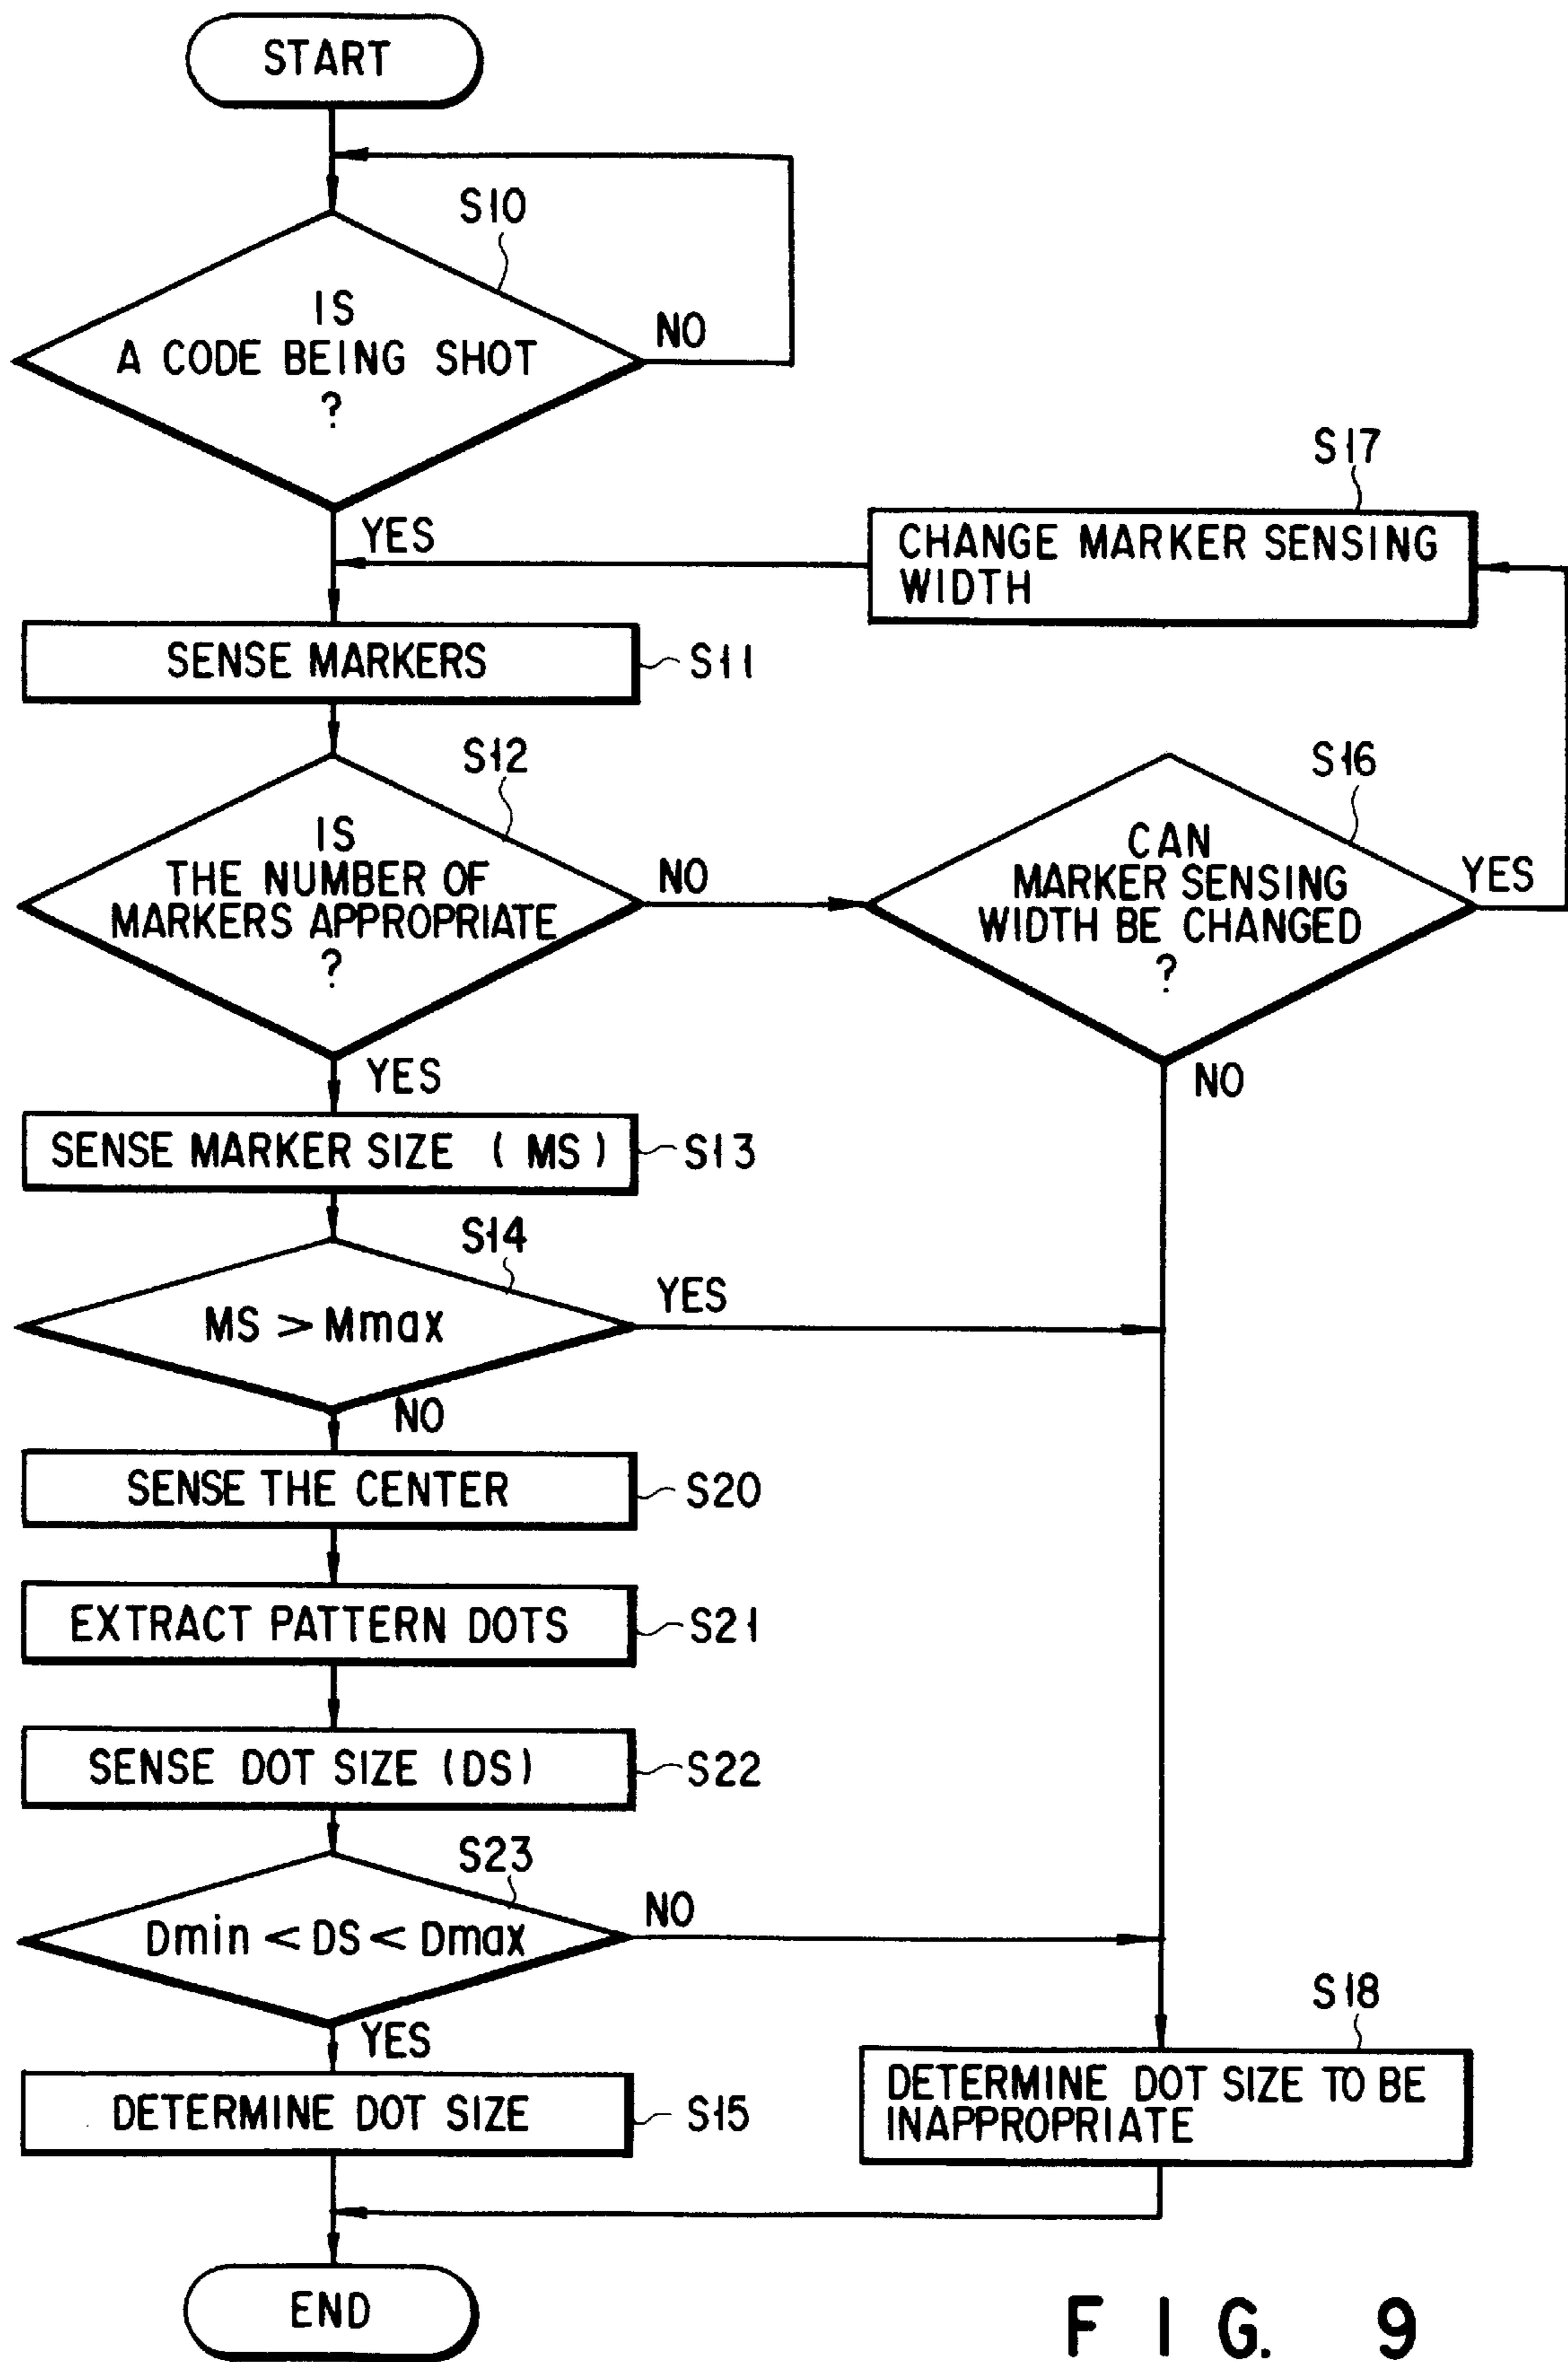 START
S10
IS
A CODE BEING SHOT
?
NO
YES
S17
CHANGE MARKER SENSING
WIDTH
SENSE MARKERS
S11
S12
IS
THE NUMBER OF
MARKERS APPROPRIATE
?
NO
S16
CAN
MARKER SENSING
WIDTH BE CHANGED
?
YES
NO
YES
SENSE MARKER SIZE (MS)
S13
S14
MS > Mmax
YES
NO
SENSE THE CENTER
S20
EXTRACT PATTERN DOTS
S21
SENSE DOT SIZE (DS)
S22
S23
Dmin < DS < Dmax
NO
YES
S18
DETERMINE DOT SIZE TO BE
INAPPROPRIATE
DETERMINE DOT SIZE
S15
END
FIG. 9